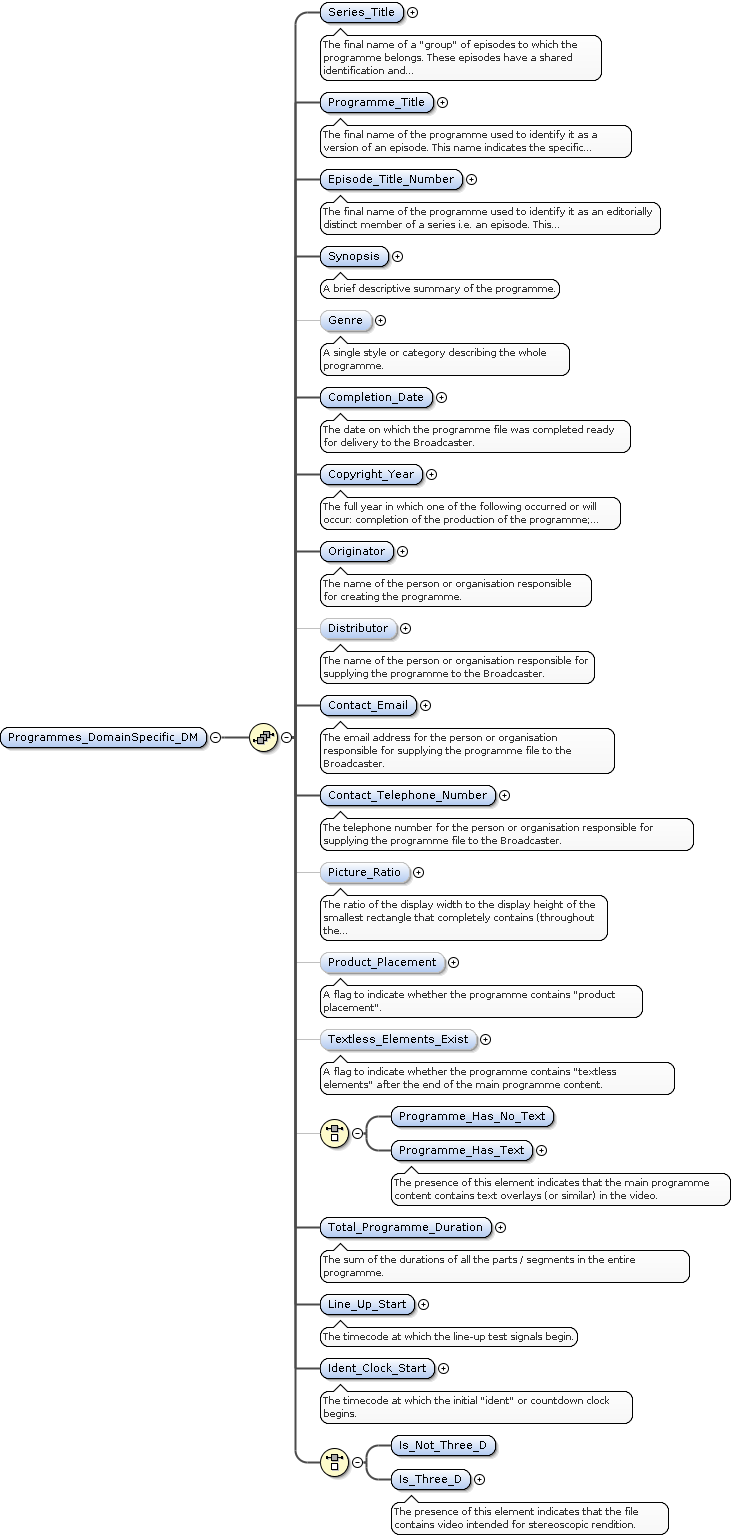 Series_Title
The final name of a "group" of episodes to which the
programme belongs. These episodes have a shared
identification and...
Programme_Title
The final name of the programme used to identify it as a
version of an episode. This name indicates the specific...
Episode_Title_Number
The final name of the programme used to identify it as an editorially
distinct member of a series i.e. an episode. This...
Synopsis
A brief descriptive summary of the programme.
Genre
A single style or category describing the whole
programme.
Completion_Date
The date on which the programme file was completed ready
for delivery to the Broadcaster.
Copyright_Year
The full year in which one of the following occurred or will
occur: completion of the production of the programme;...
Originator
The name of the person or organisation responsible
for creating the programme.
Distributor
The name of the person or organisation responsible for
supplying the programme to the Broadcaster.
Contact_Email
Programmes_DomainSpecific_DM
The email address for the person or organisation
responsible for supplying the programme file to the
Broadcaster.
Contact_Telephone_Number
The telephone number for the person or organisation responsible for
supplying the programme file to the Broadcaster.
Picture_Ratio
The ratio of the display width to the display height of the
smallest rectangle that completely contains (throughout
the...
Product_Placement
A flag to indicate whether the programme contains "product
placement".
Textless_Elements_Exist
A flag to indicate whether the programme contains "textless
elements" after the end of the main programme content.
Programme_Has_No_Text
Programme_Has_Text
The presence of this element indicates that the main programme
content contains text overlays (or similar) in the video.
Total_Programme_Duration
The sum of the durations of all the parts / segments in the entire
programme.
Line_Up_Start
The timecode at which the line-up test signals begin.
Ident_Clock_Start
The timecode at which the initial "ident" or countdown clock
begins.
Is_Not_Three_D
Is_Three_D
The presence of this element indicates that the file
contains video intended for stereoscopic rendition.